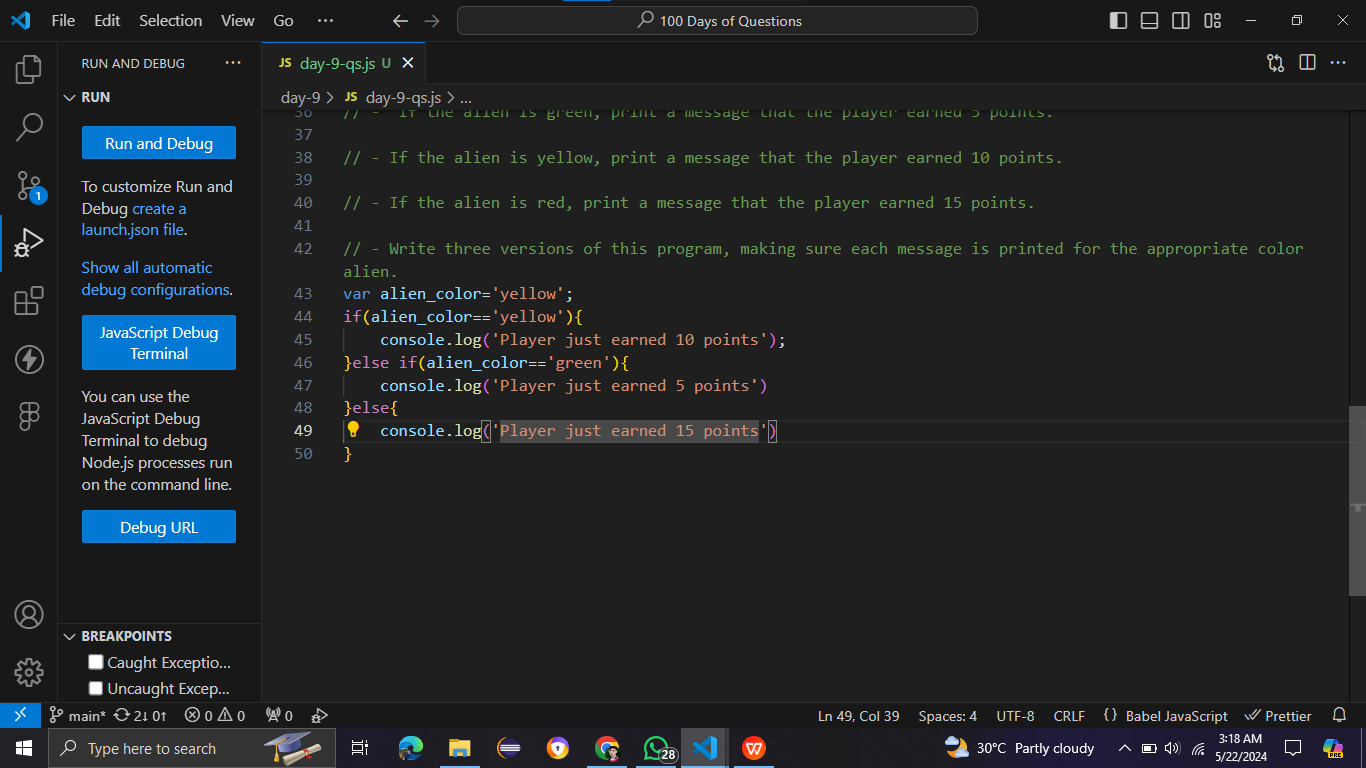 File Edit Selection View Go ··· 100 Days of Questions
RUN AND DEBUG ···
JS day-9-qs.js U
RUN
day-9 > JS day-9-qs.js > ...
36 // -  If the alien is green, print a message that the player earned 5 points.
37
Run and Debug
38 // - If the alien is yellow, print a message that the player earned 10 points.
39
To customize Run and
Debug create a
launch.json file.
40 // - If the alien is red, print a message that the player earned 15 points.
41
42 // - Write three versions of this program, making sure each message is printed for the appropriate color
alien.
1
Show all automatic
debug configurations.
43 var alien_color='yellow';
44 if(alien_color=='yellow'){
45 console.log('Player just earned 10 points');
46 }else if(alien_color=='green'){
47 console.log('Player just earned 5 points')
48 }else{
49 console.log('Player just earned 15 points')
50 }
JavaScript Debug
Terminal
You can use the
JavaScript Debug
Terminal to debug
Node.js processes run
on the command line.
Debug URL
BREAKPOINTS
Caught Exceptio...
Uncaught Excep...
main* 2↓ 0↑ 0 0 0 Ln 49, Col 39 Spaces: 4 UTF-8 CRLF {} Babel JavaScript Prettier
Type here to search 28 W 30°C Partly cloudy 3:18 AM
5/22/2024
PRE